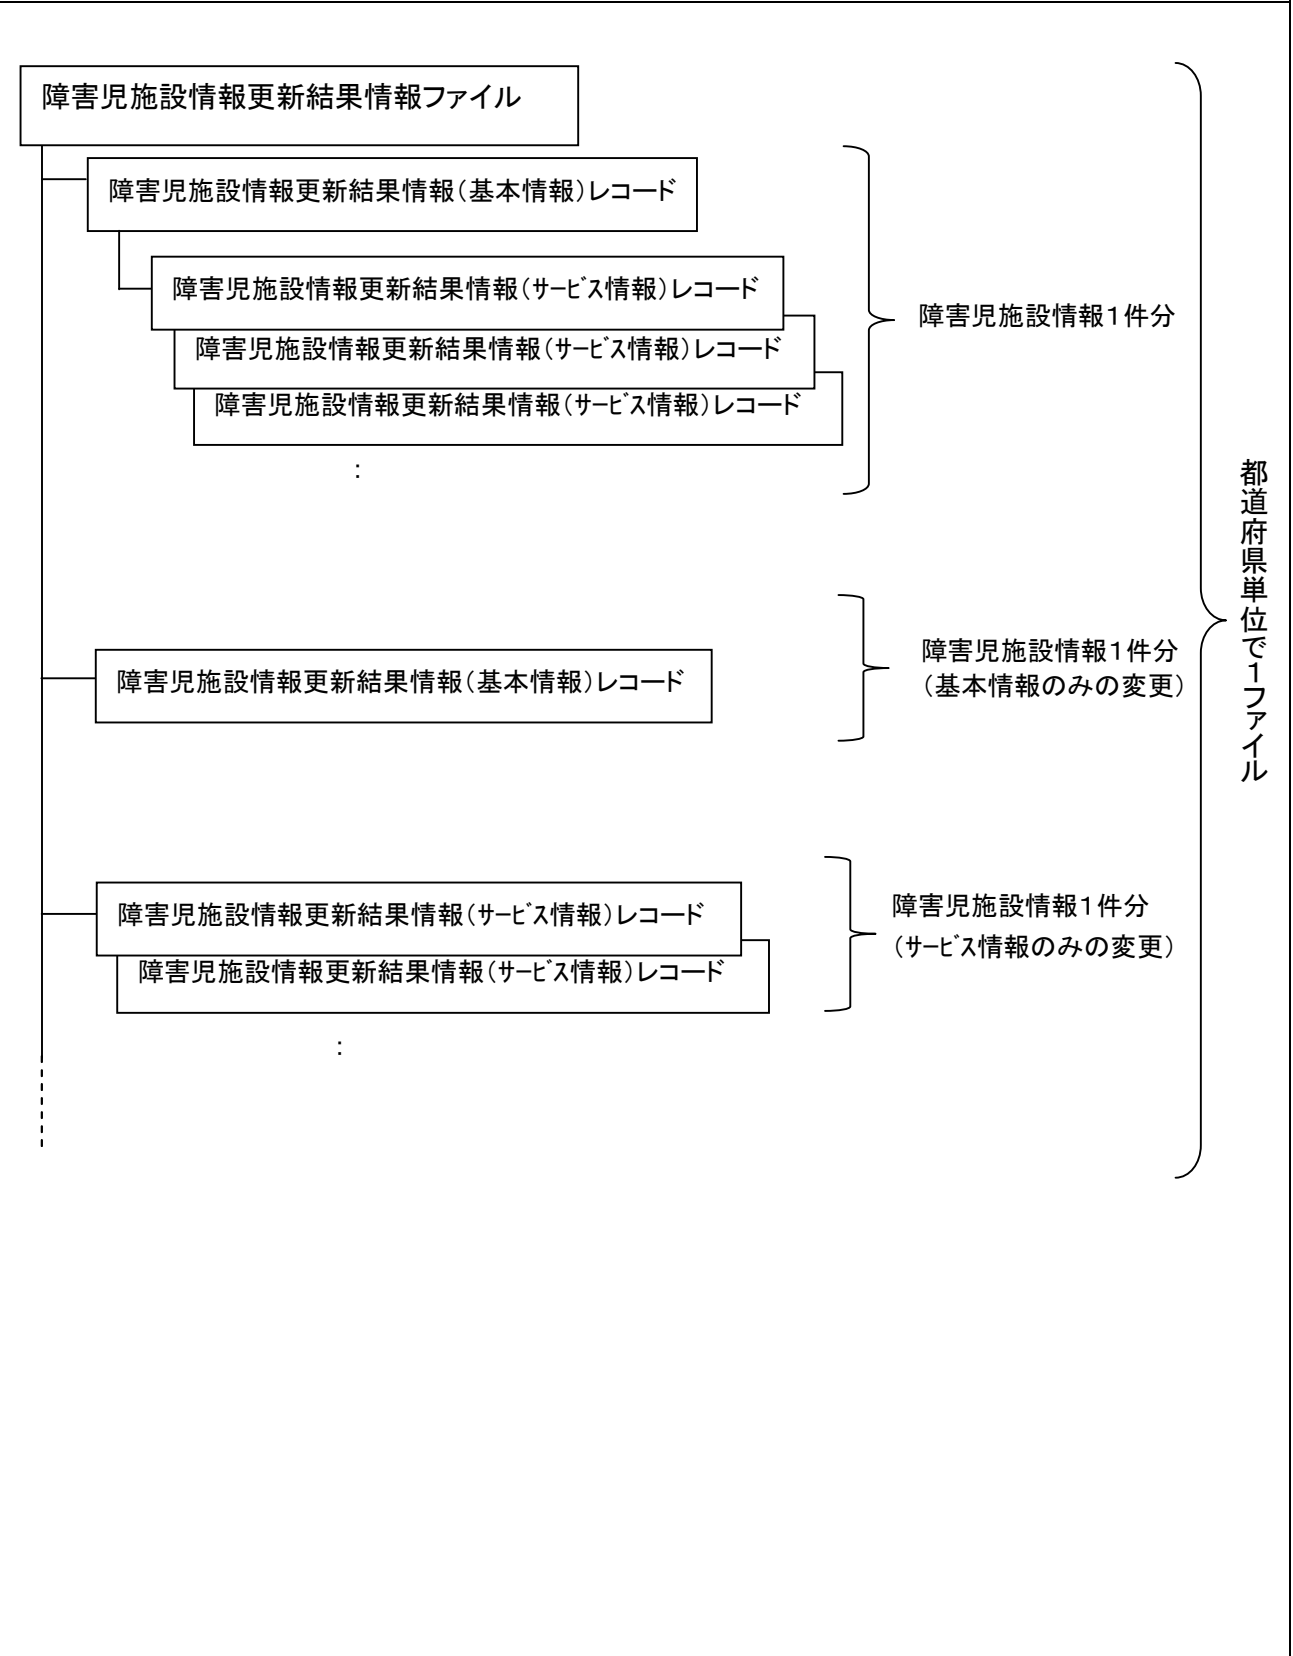 障害児施設情報更新結果情報ファイル
障害児施設情報更新結果情報（基本情報）レコード
障害児施設情報更新結果情報（ｻｰﾋﾞｽ情報）レコード
障害児施設情報１件分
障害児施設情報更新結果情報（ｻｰﾋﾞｽ情報）レコード
障害児施設情報更新結果情報（ｻｰﾋﾞｽ情報）レコード
：
都道府県単位で１ファイル
障害児施設情報１件分
（基本情報のみの変更）
障害児施設情報更新結果情報（基本情報）レコード
障害児施設情報更新結果情報（ｻｰﾋﾞｽ情報）レコード
障害児施設情報１件分
（ｻｰﾋﾞｽ情報のみの変更）
障害児施設情報更新結果情報（ｻｰﾋﾞｽ情報）レコード
：